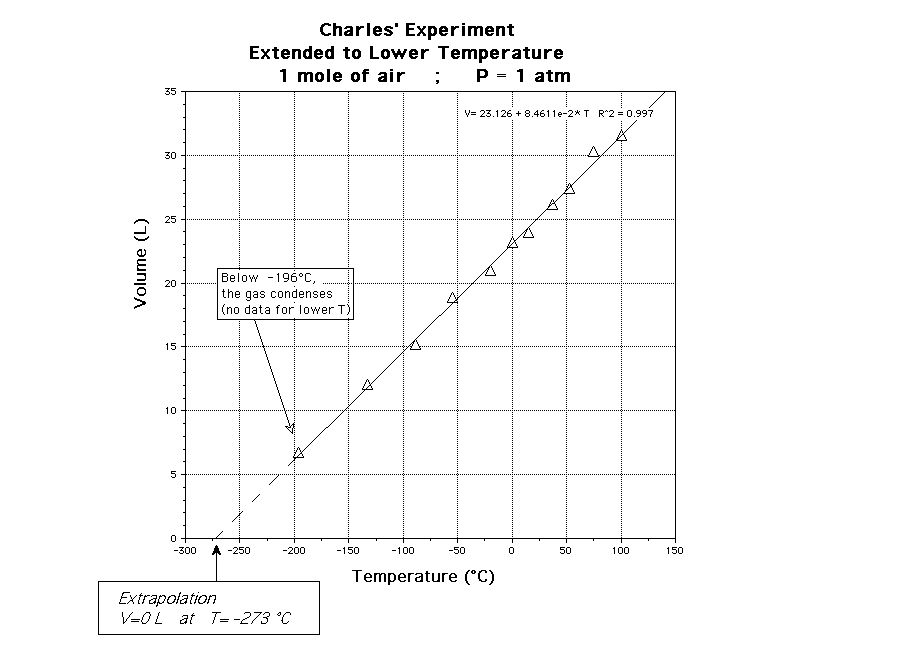 Charles' Experiment
Extended to Lower Temperature
1 mole of air ; P = 1 atm
V= 23.126 + 8.4611e-2* T R^2 = 0.997
35
30
25
20
15
10
5
0
Volume (L)
Below -196°C,
the gas condenses
(no data for lower T)
-300 -250 -200 -150 -100 -50 0 50 100 150
Temperature (°C)
Extrapolation
V=0 L at T= -273 °C